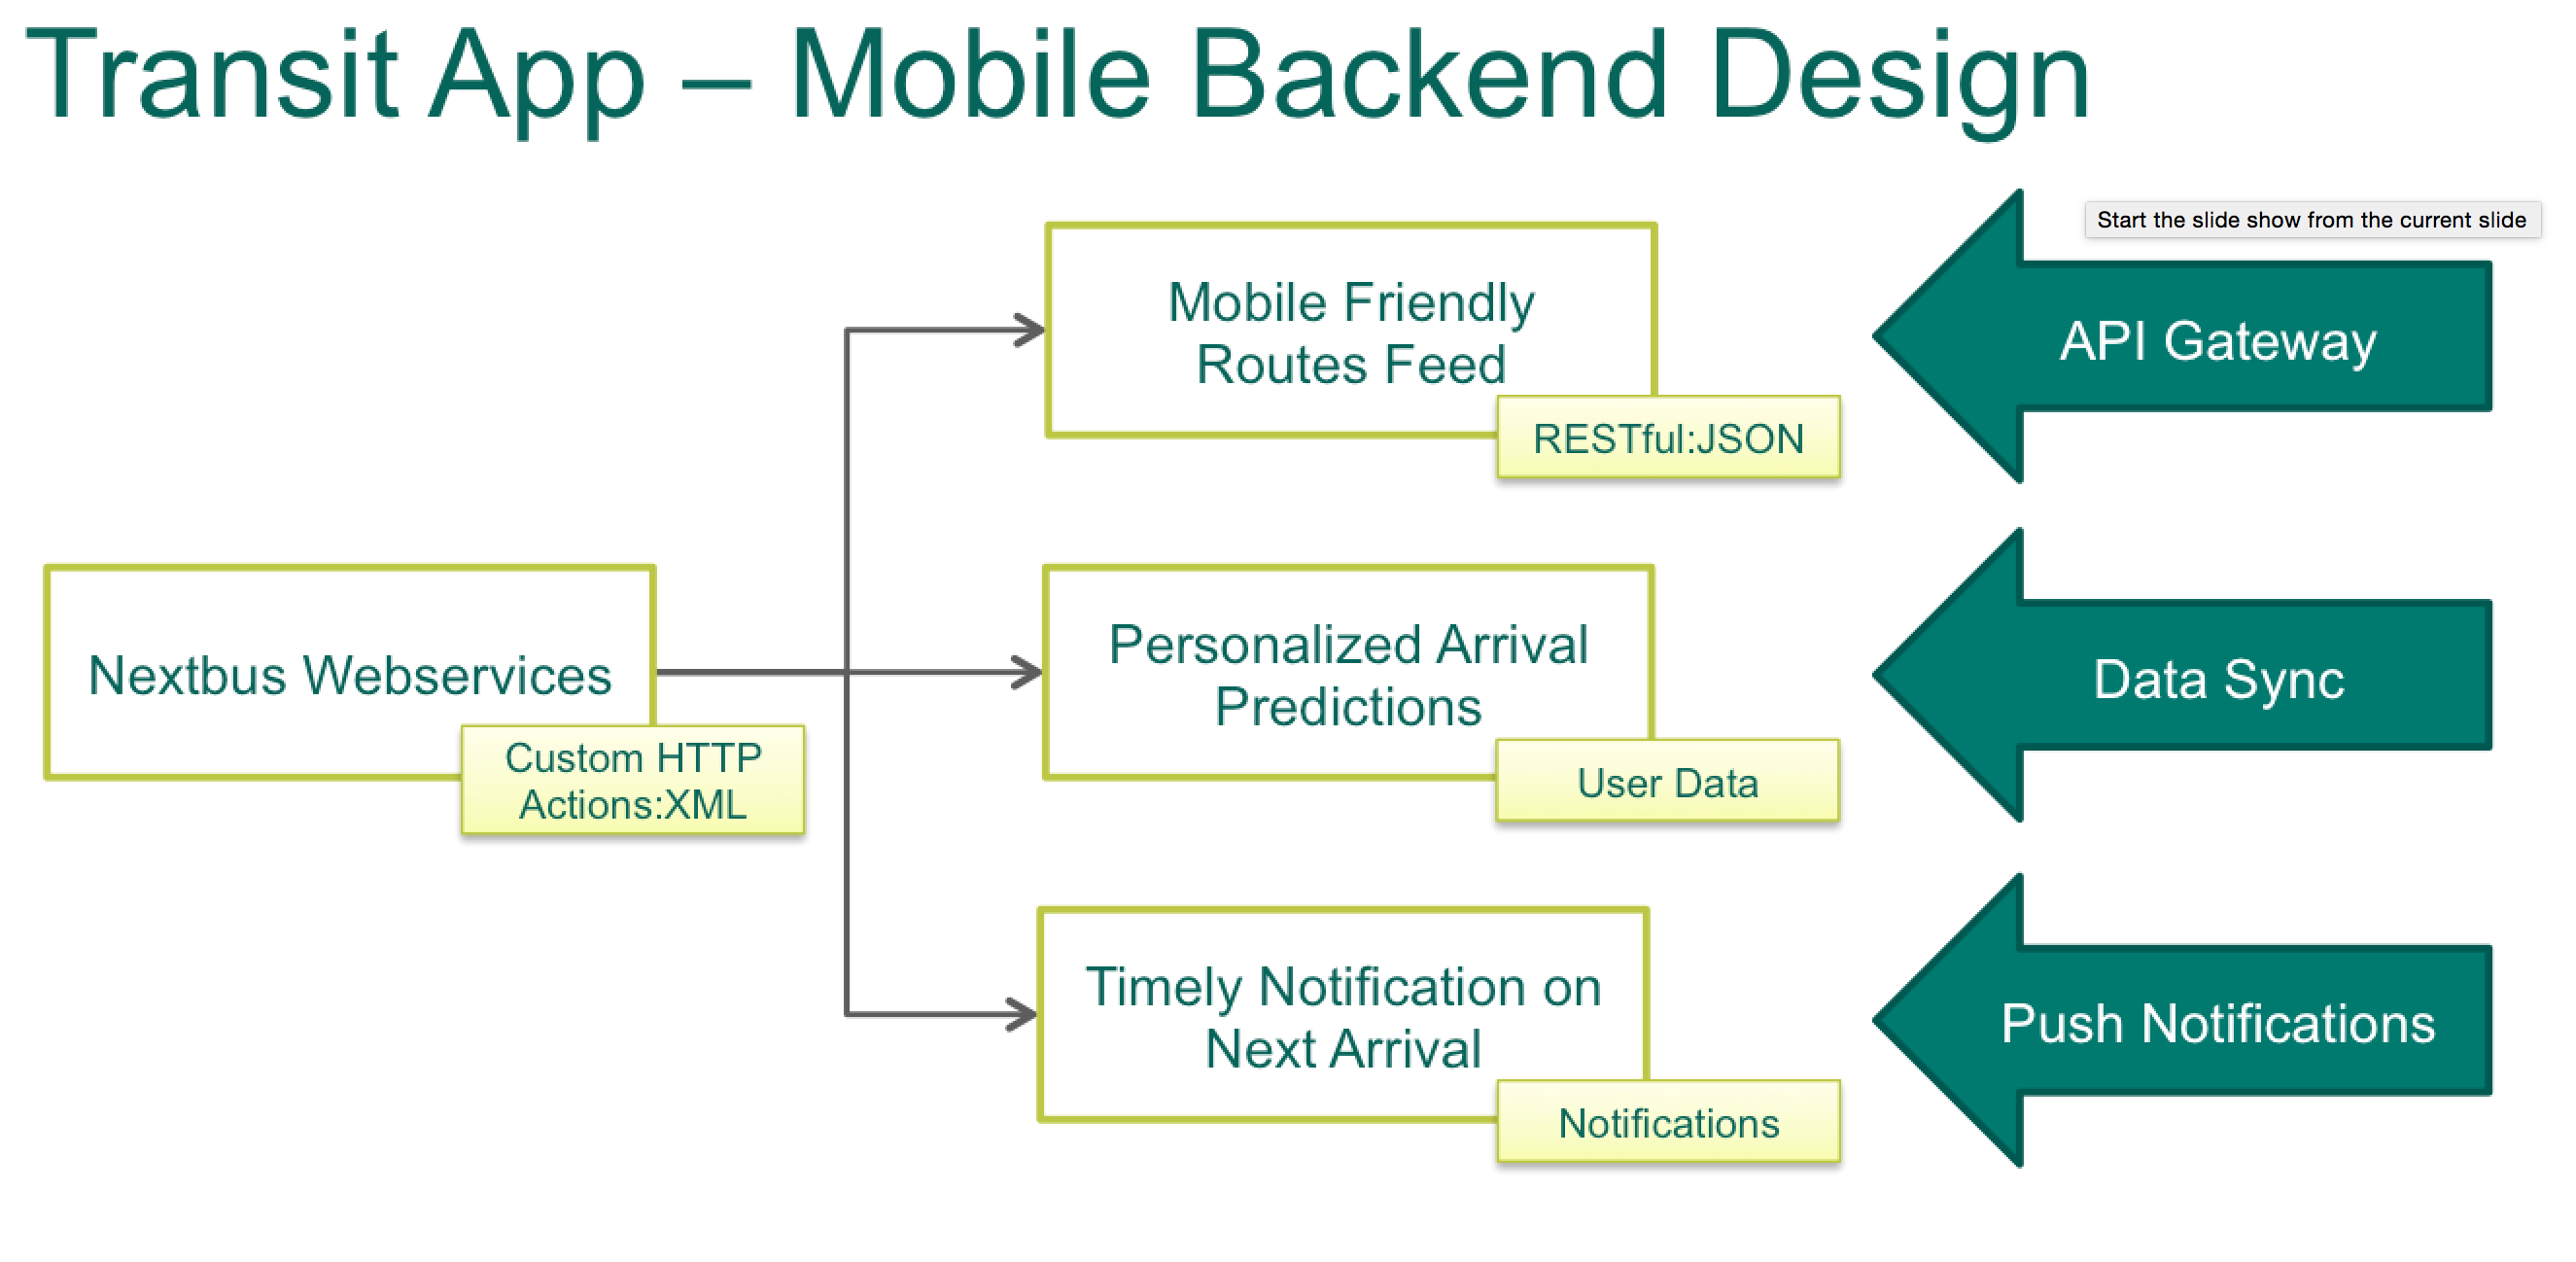 Transit App – Mobile Backend Design
Start the slide show from the current slide
Mobile Friendly
Routes Feed
RESTful:JSON
API Gateway
Nextbus Webservices
Custom HTTP
Actions:XML
Personalized Arrival
Predictions
User Data
Data Sync
Timely Notification on
Next Arrival
Notifications
Push Notifications